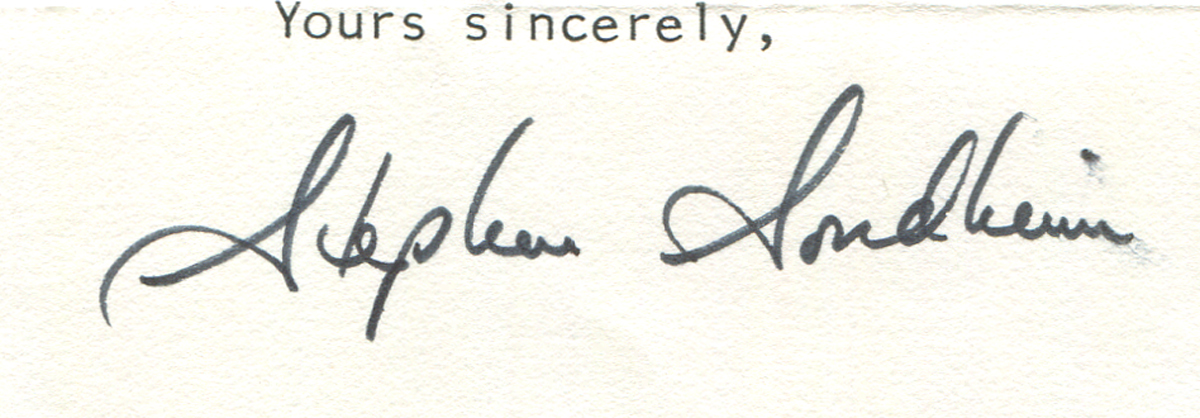 Yours sincerely,
Stephen Sondheim